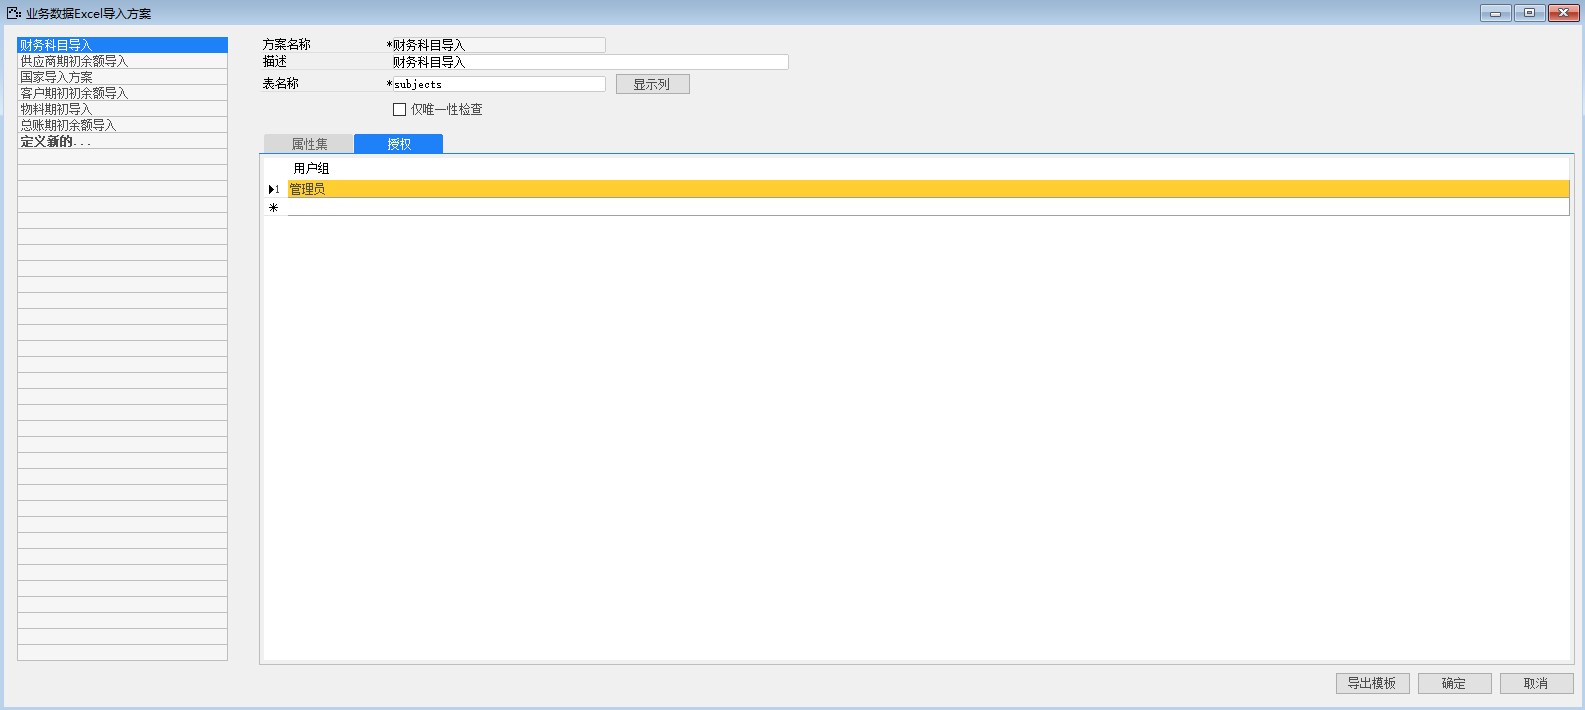 业务数据Excel导入方案
财务科目导入
供应商期初余额导入
国家导入方案
客户期初初余额导入
物料期初导入
总账期初余额导入
定义新的...
方案名称 *财务科目导入
描述 财务科目导入
表名称 *subjects 显示列
仅唯一性检查
属性集 授权
用户组
1 管理员
*
导出模板 确定 取消